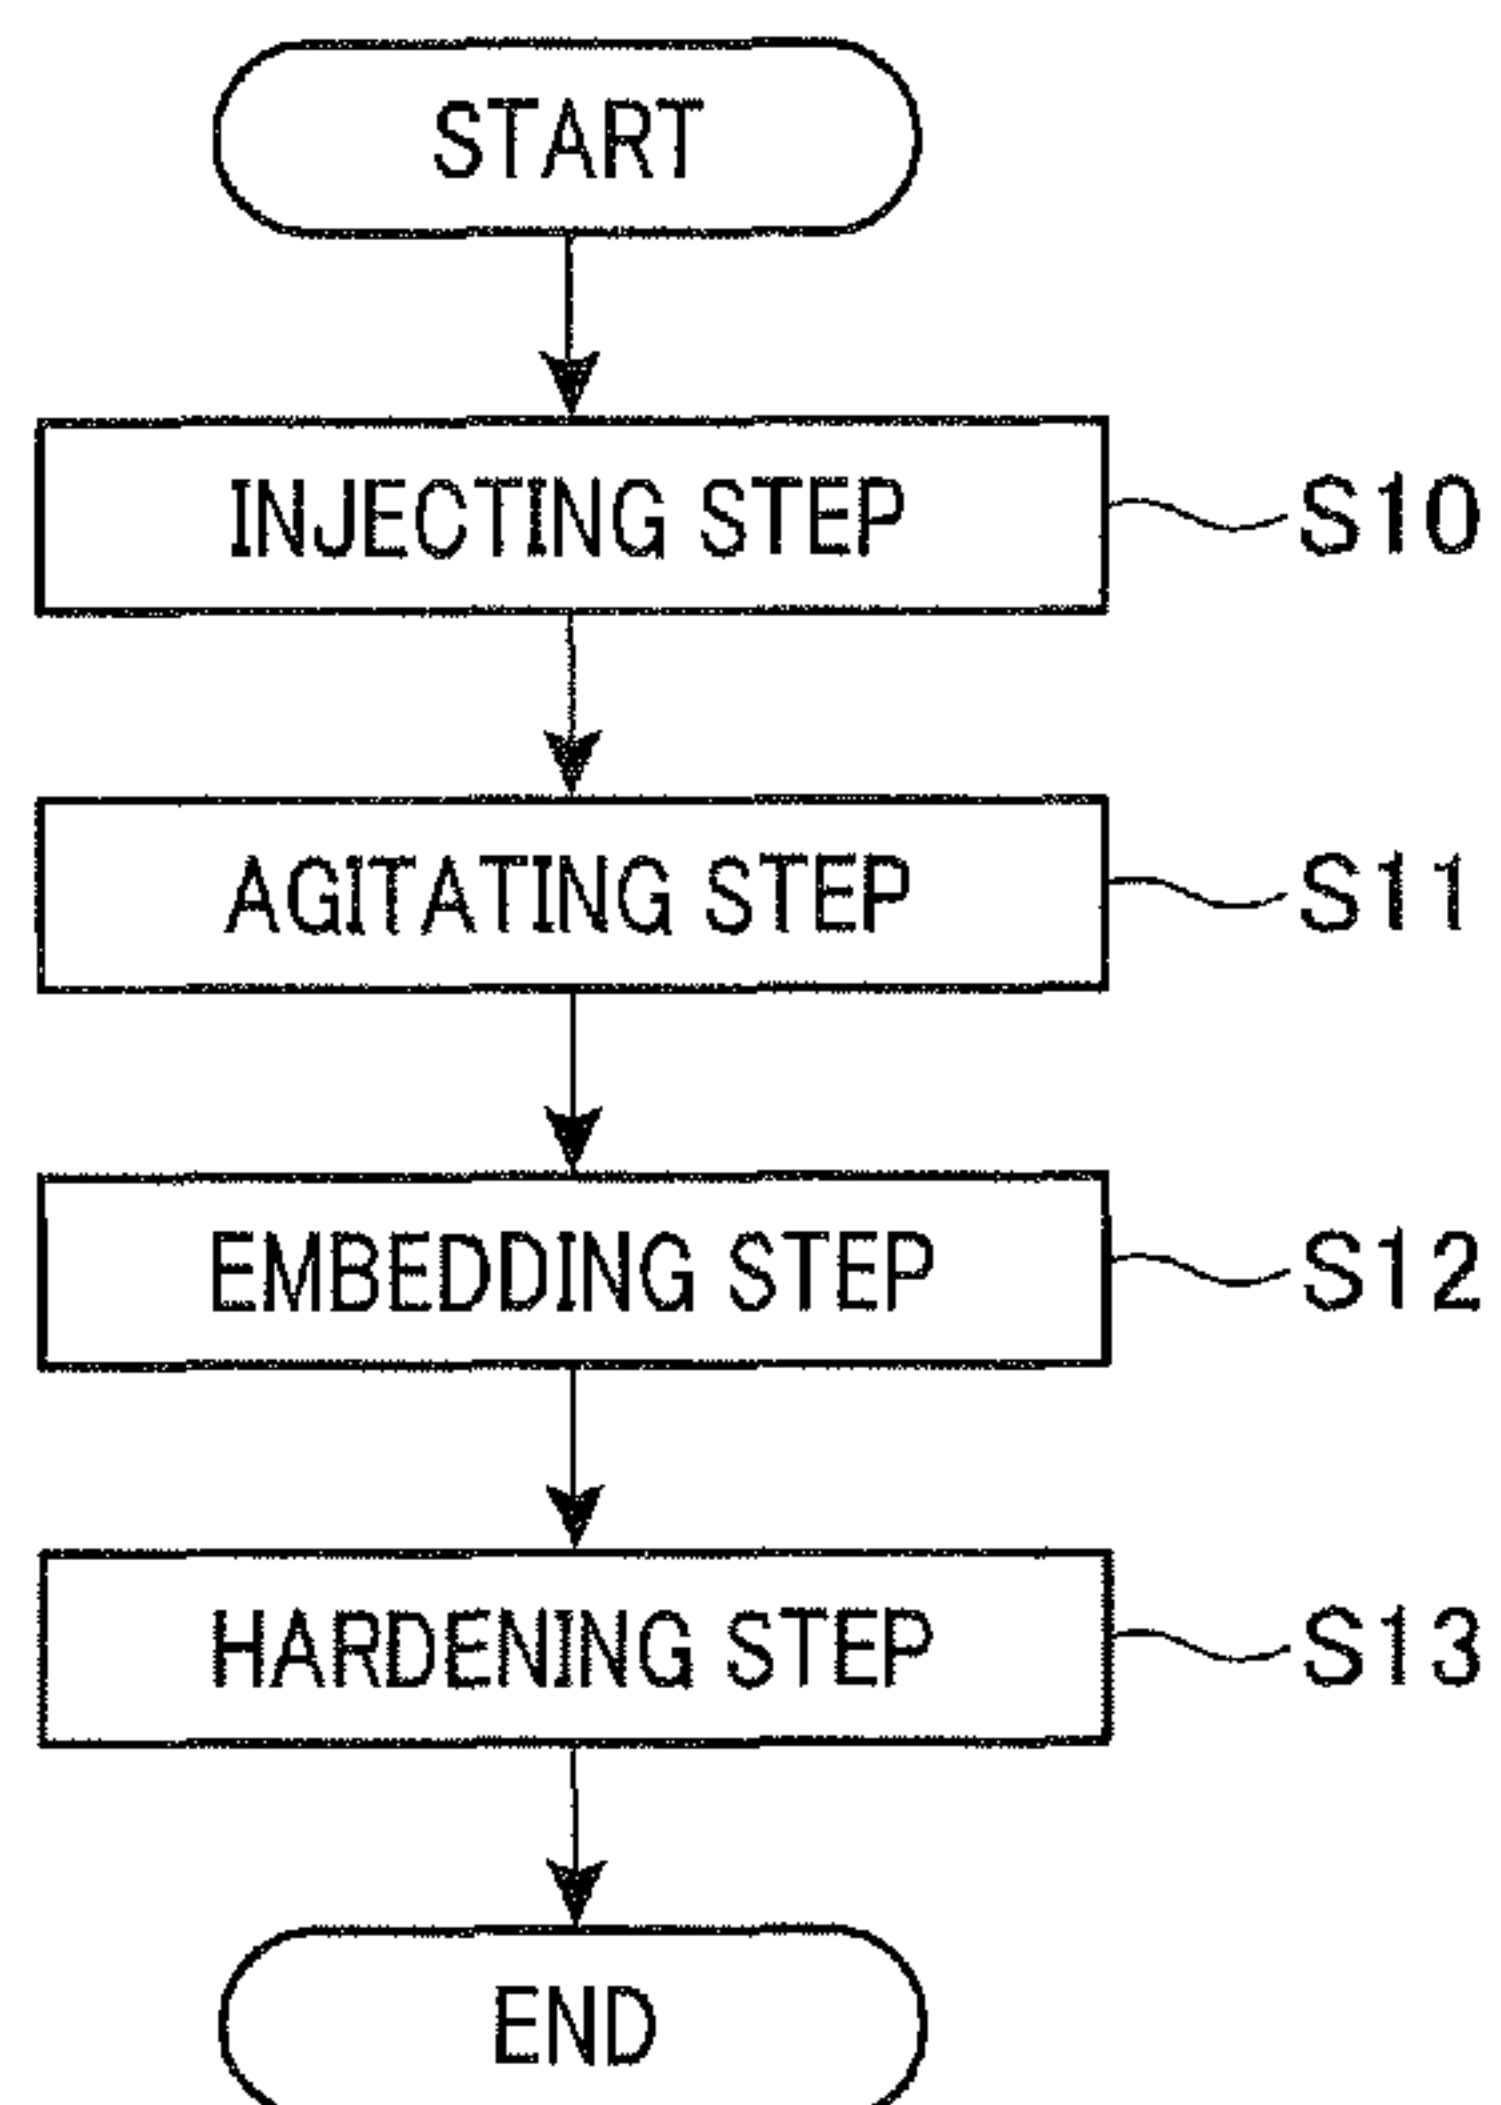 START
INJECTING STEP S10
AGITATING STEP S11
EMBEDDING STEP S12
HARDENING STEP S13
END